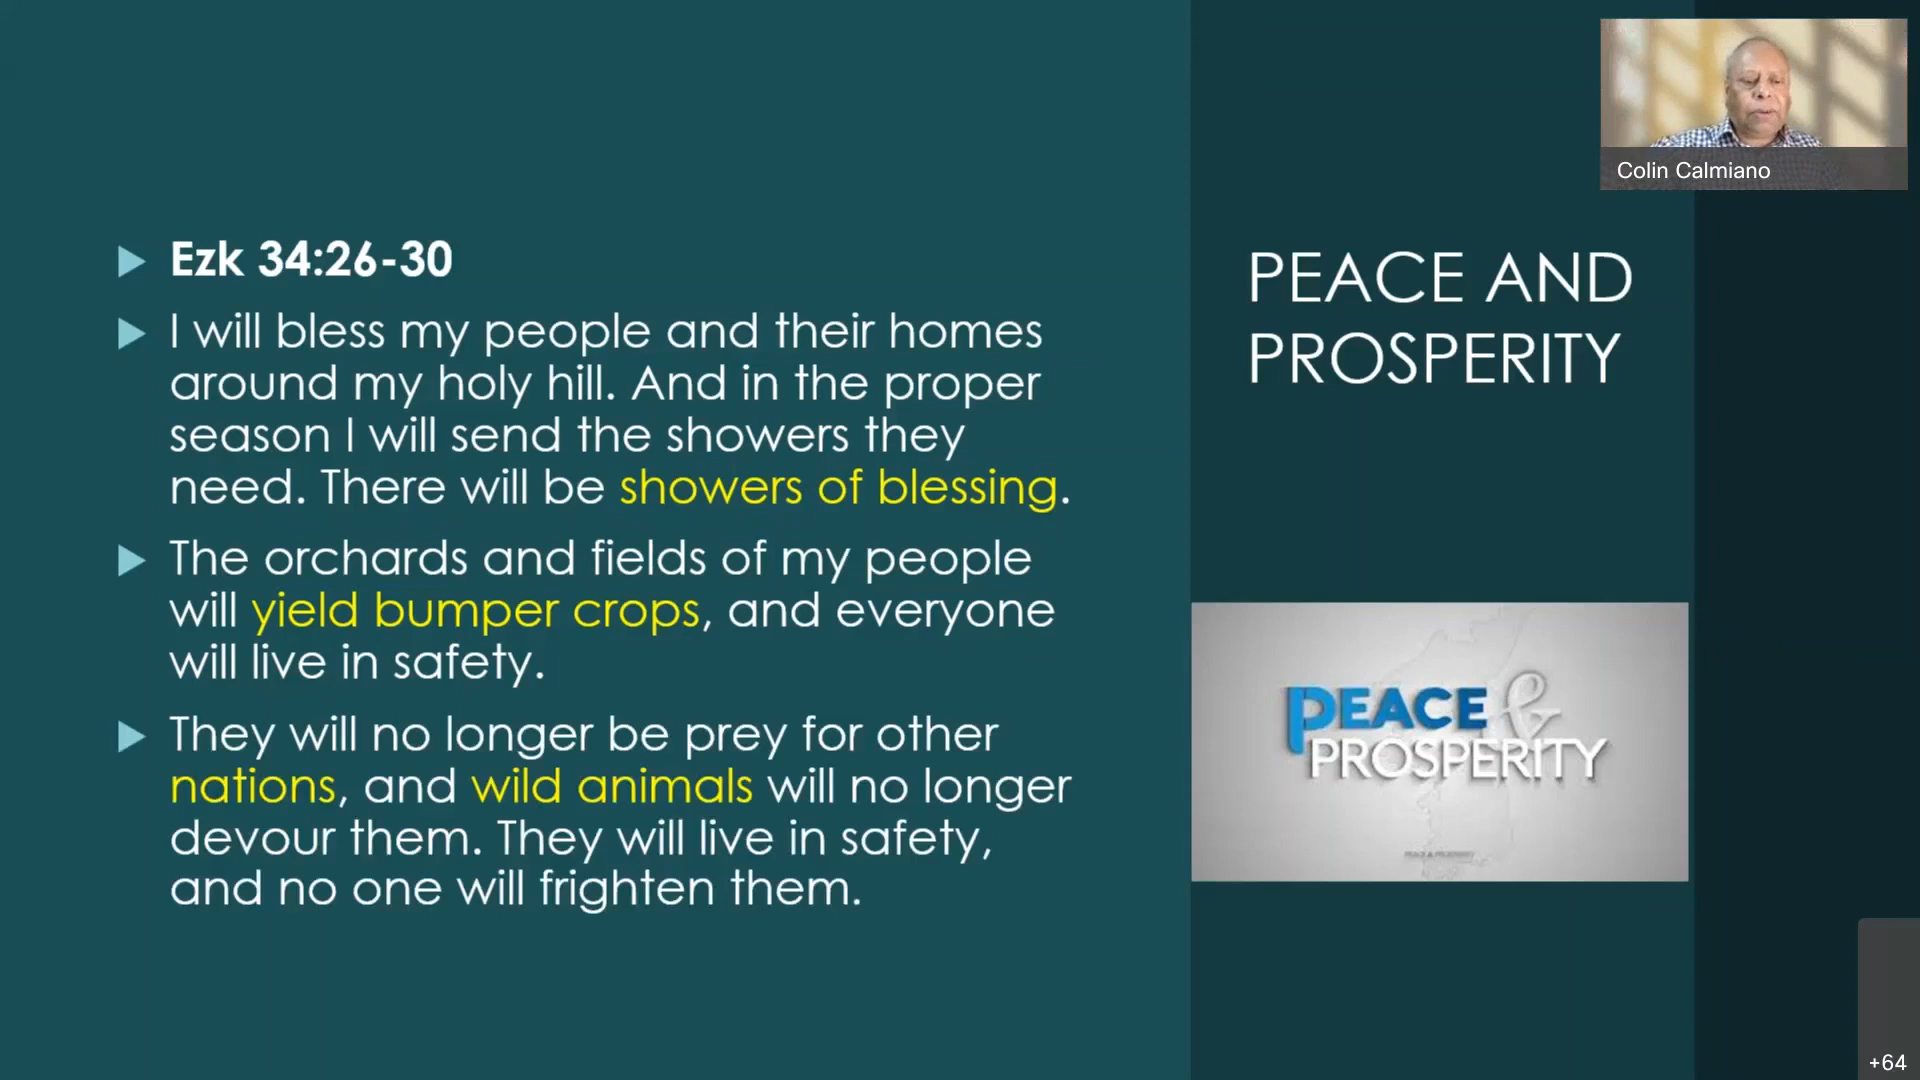 Colin Calmiano
Ezk 34:26-30
I will bless my people and their homes
around my holy hill. And in the proper
season I will send the showers they
need. There will be showers of blessing.
The orchards and fields of my people
will yield bumper crops, and everyone
will live in safety.
They will no longer be prey for other
nations, and wild animals will no longer
devour them. They will live in safety,
and no one will frighten them.
PEACE AND
PROSPERITY
PEACE &
PROSPERITY
PEACE & PROSPERITY
+64